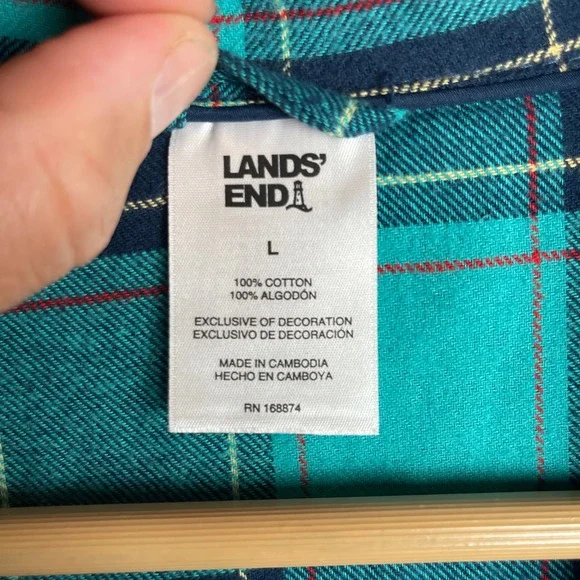 LANDS'
END
L
100% COTTON
100% ALGODÓN
EXCLUSIVE OF DECORATION
EXCLUSIVO DE DECORACIÓN
MADE IN CAMBODIA
HECHO EN CAMBOYA
RN 168874